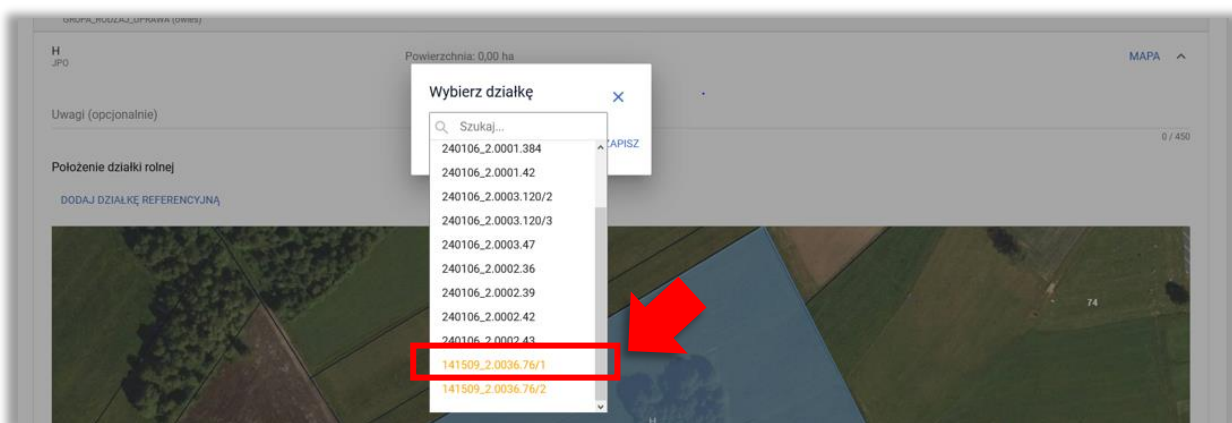 GRUPA_RODZAJ_UPRAWA (owies)
H
JPO
Powierzchnia: 0,00 ha
MAPA
Wybierz działkę
Uwagi (opcjonalnie)
Szukaj...
0 / 450
ZAPISZ
240106_2.0001.384
240106_2.0001.42
Położenie działki rolnej
240106_2.0003.120/2
DODAJ DZIAŁKĘ REFERENCYJNĄ
240106_2.0003.120/3
240106_2.0003.47
240106_2.0002.36
240106_2.0002.39
240106_2.0002.42
240106_2.0002.43
141509_2.0036.76/1
141509_2.0036.76/2
74
H